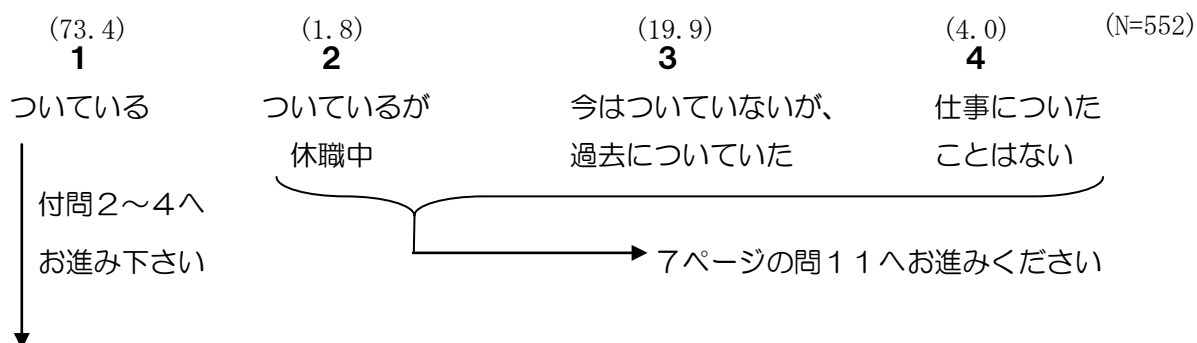 (73.4) (1.8) (19.9) (4.0) (N=552)
1 2 3 4
ついている ついているが 今はついていないが、 仕事についた
休職中 過去についていた ことはない
付問2～4へ
お進み下さい 7ページの問11へお進みください